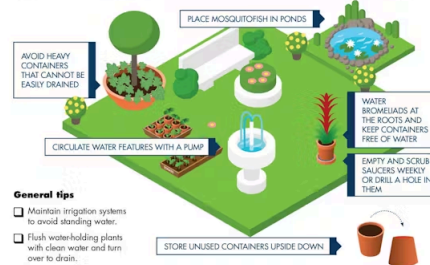 PLACE MOSQUITOFISH IN PONDS
AVOID HEAVY
CONTAINERS
THAT CANNOT BE
EASILY DRAINED
WATER
BROMELIADS AT
THE ROOTS AND
KEEP CONTAINERS
FREE OF WATER
CIRCULATE WATER FEATURES WITH A PUMP
EMPTY AND SCRUB
SAUCERS WEEKLY
OR DRILL A HOLE IN
THEM
General tips
Maintain irrigation systems
to avoid standing water.
Flush water-holding plants
with clean water and turn
over to drain.
STORE UNUSED CONTAINERS UPSIDE DOWN